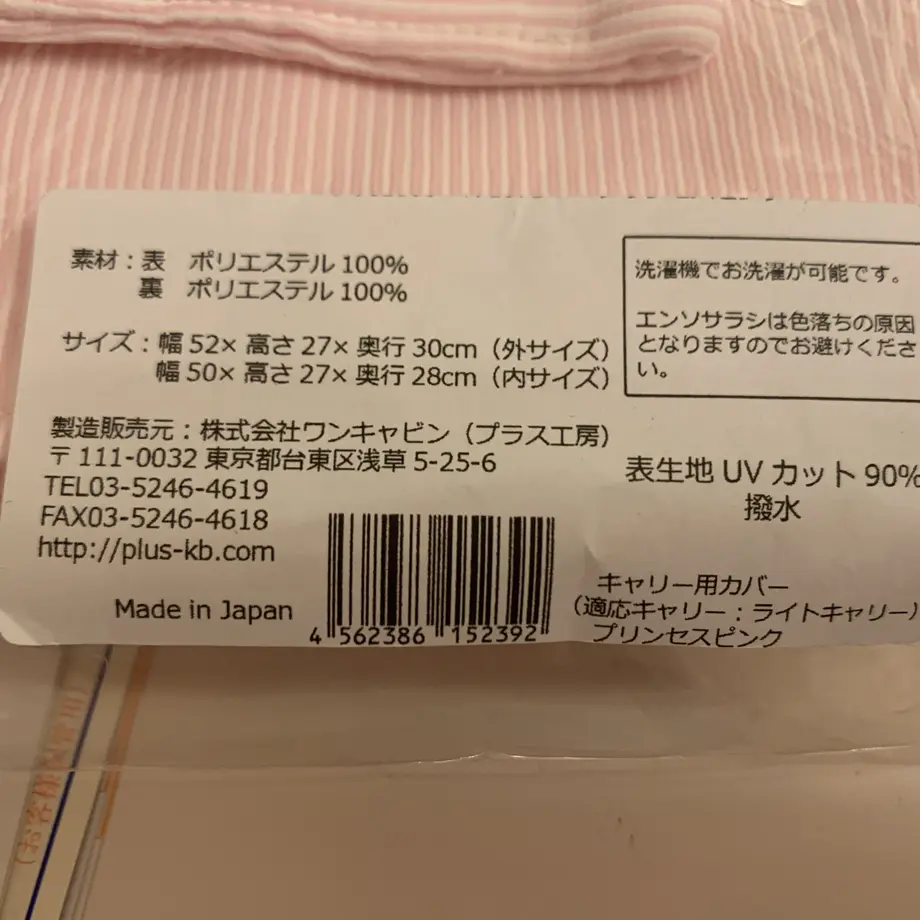 素材：表　ポリエステル 100%
裏　ポリエステル 100%
サイズ：幅 52× 高さ 27× 奥行 30cm（外サイズ）
幅 50× 高さ 27× 奥行 28cm（内サイズ）
製造販売元：株式会社ワンキャビン（プラス工房）
〒 111-0032 東京都台東区浅草 5-25-6
TEL03-5246-4619
FAX03-5246-4618
http://plus-kb.com
Made in Japan
4 562386 152392
洗濯機でお洗濯が可能です。
エンソサラシは色落ちの原因
となりますのでお避けくださ
い。
表生地 UV カット 90%
撥水
キャリー用カバー
（適応キャリー：ライトキャリー）
プリンセスピンク